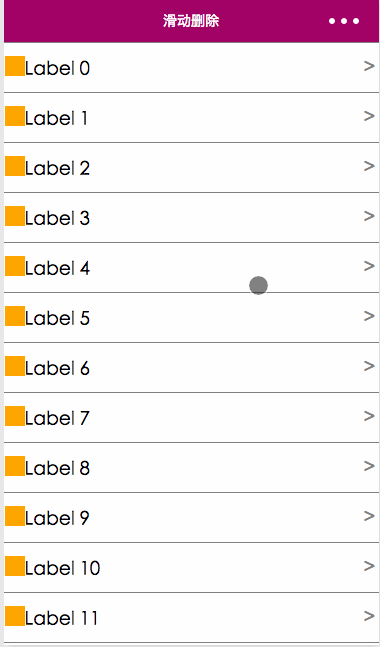 滑动删除
Label 0 >
Label 1 >
Label 2 >
Label 3 >
Label 4 >
Label 5 >
Label 6 >
Label 7 >
Label 8 >
Label 9 >
Label 10 >
Label 11 >